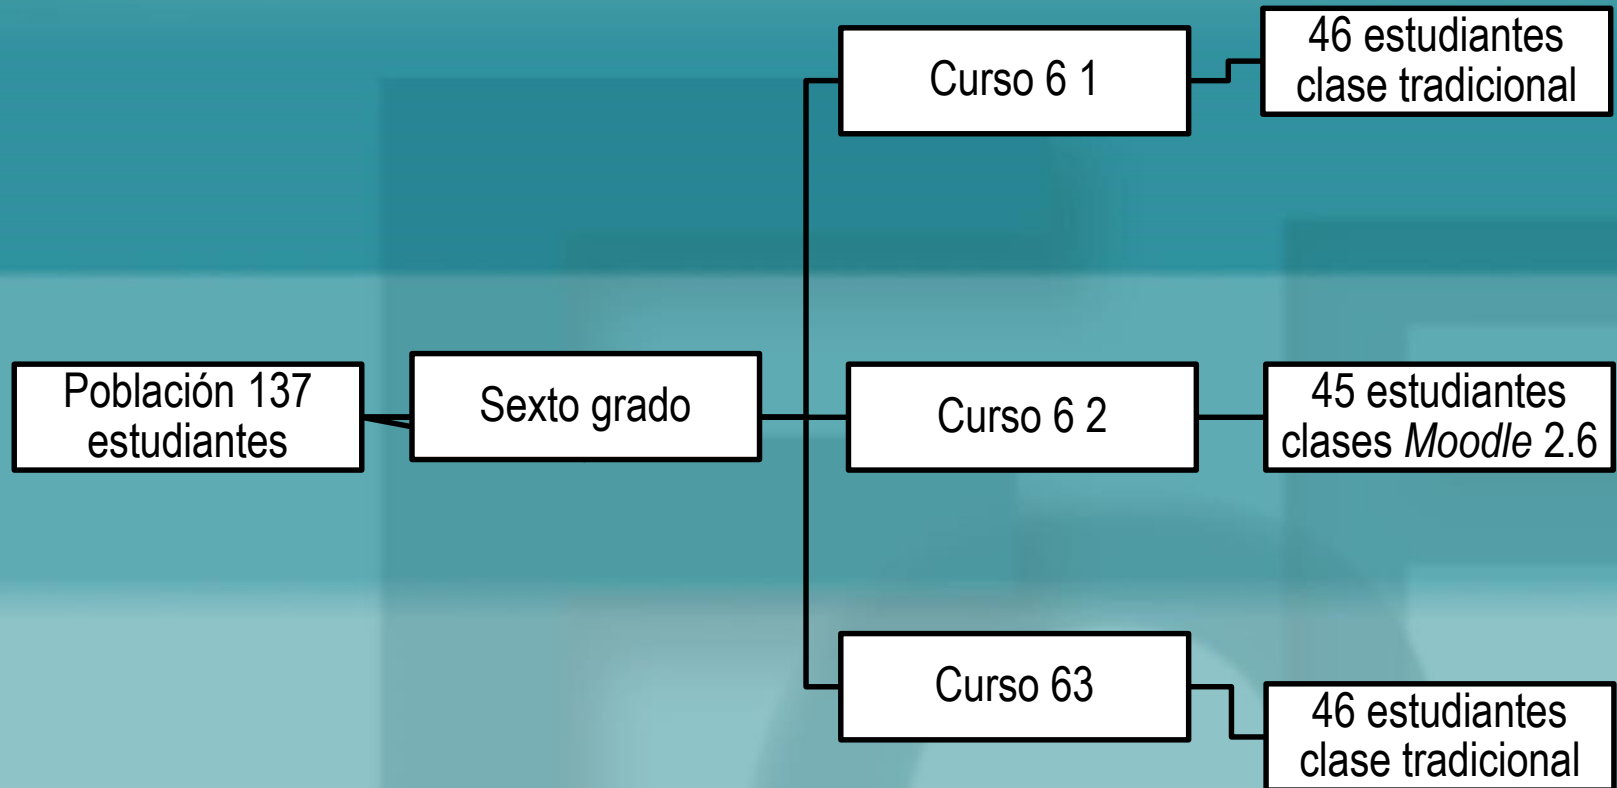 Población 137
estudiantes
Sexto grado
Curso 6 1
46 estudiantes
clase tradicional
Curso 6 2
45 estudiantes
clases Moodle 2.6
Curso 63
46 estudiantes
clase tradicional